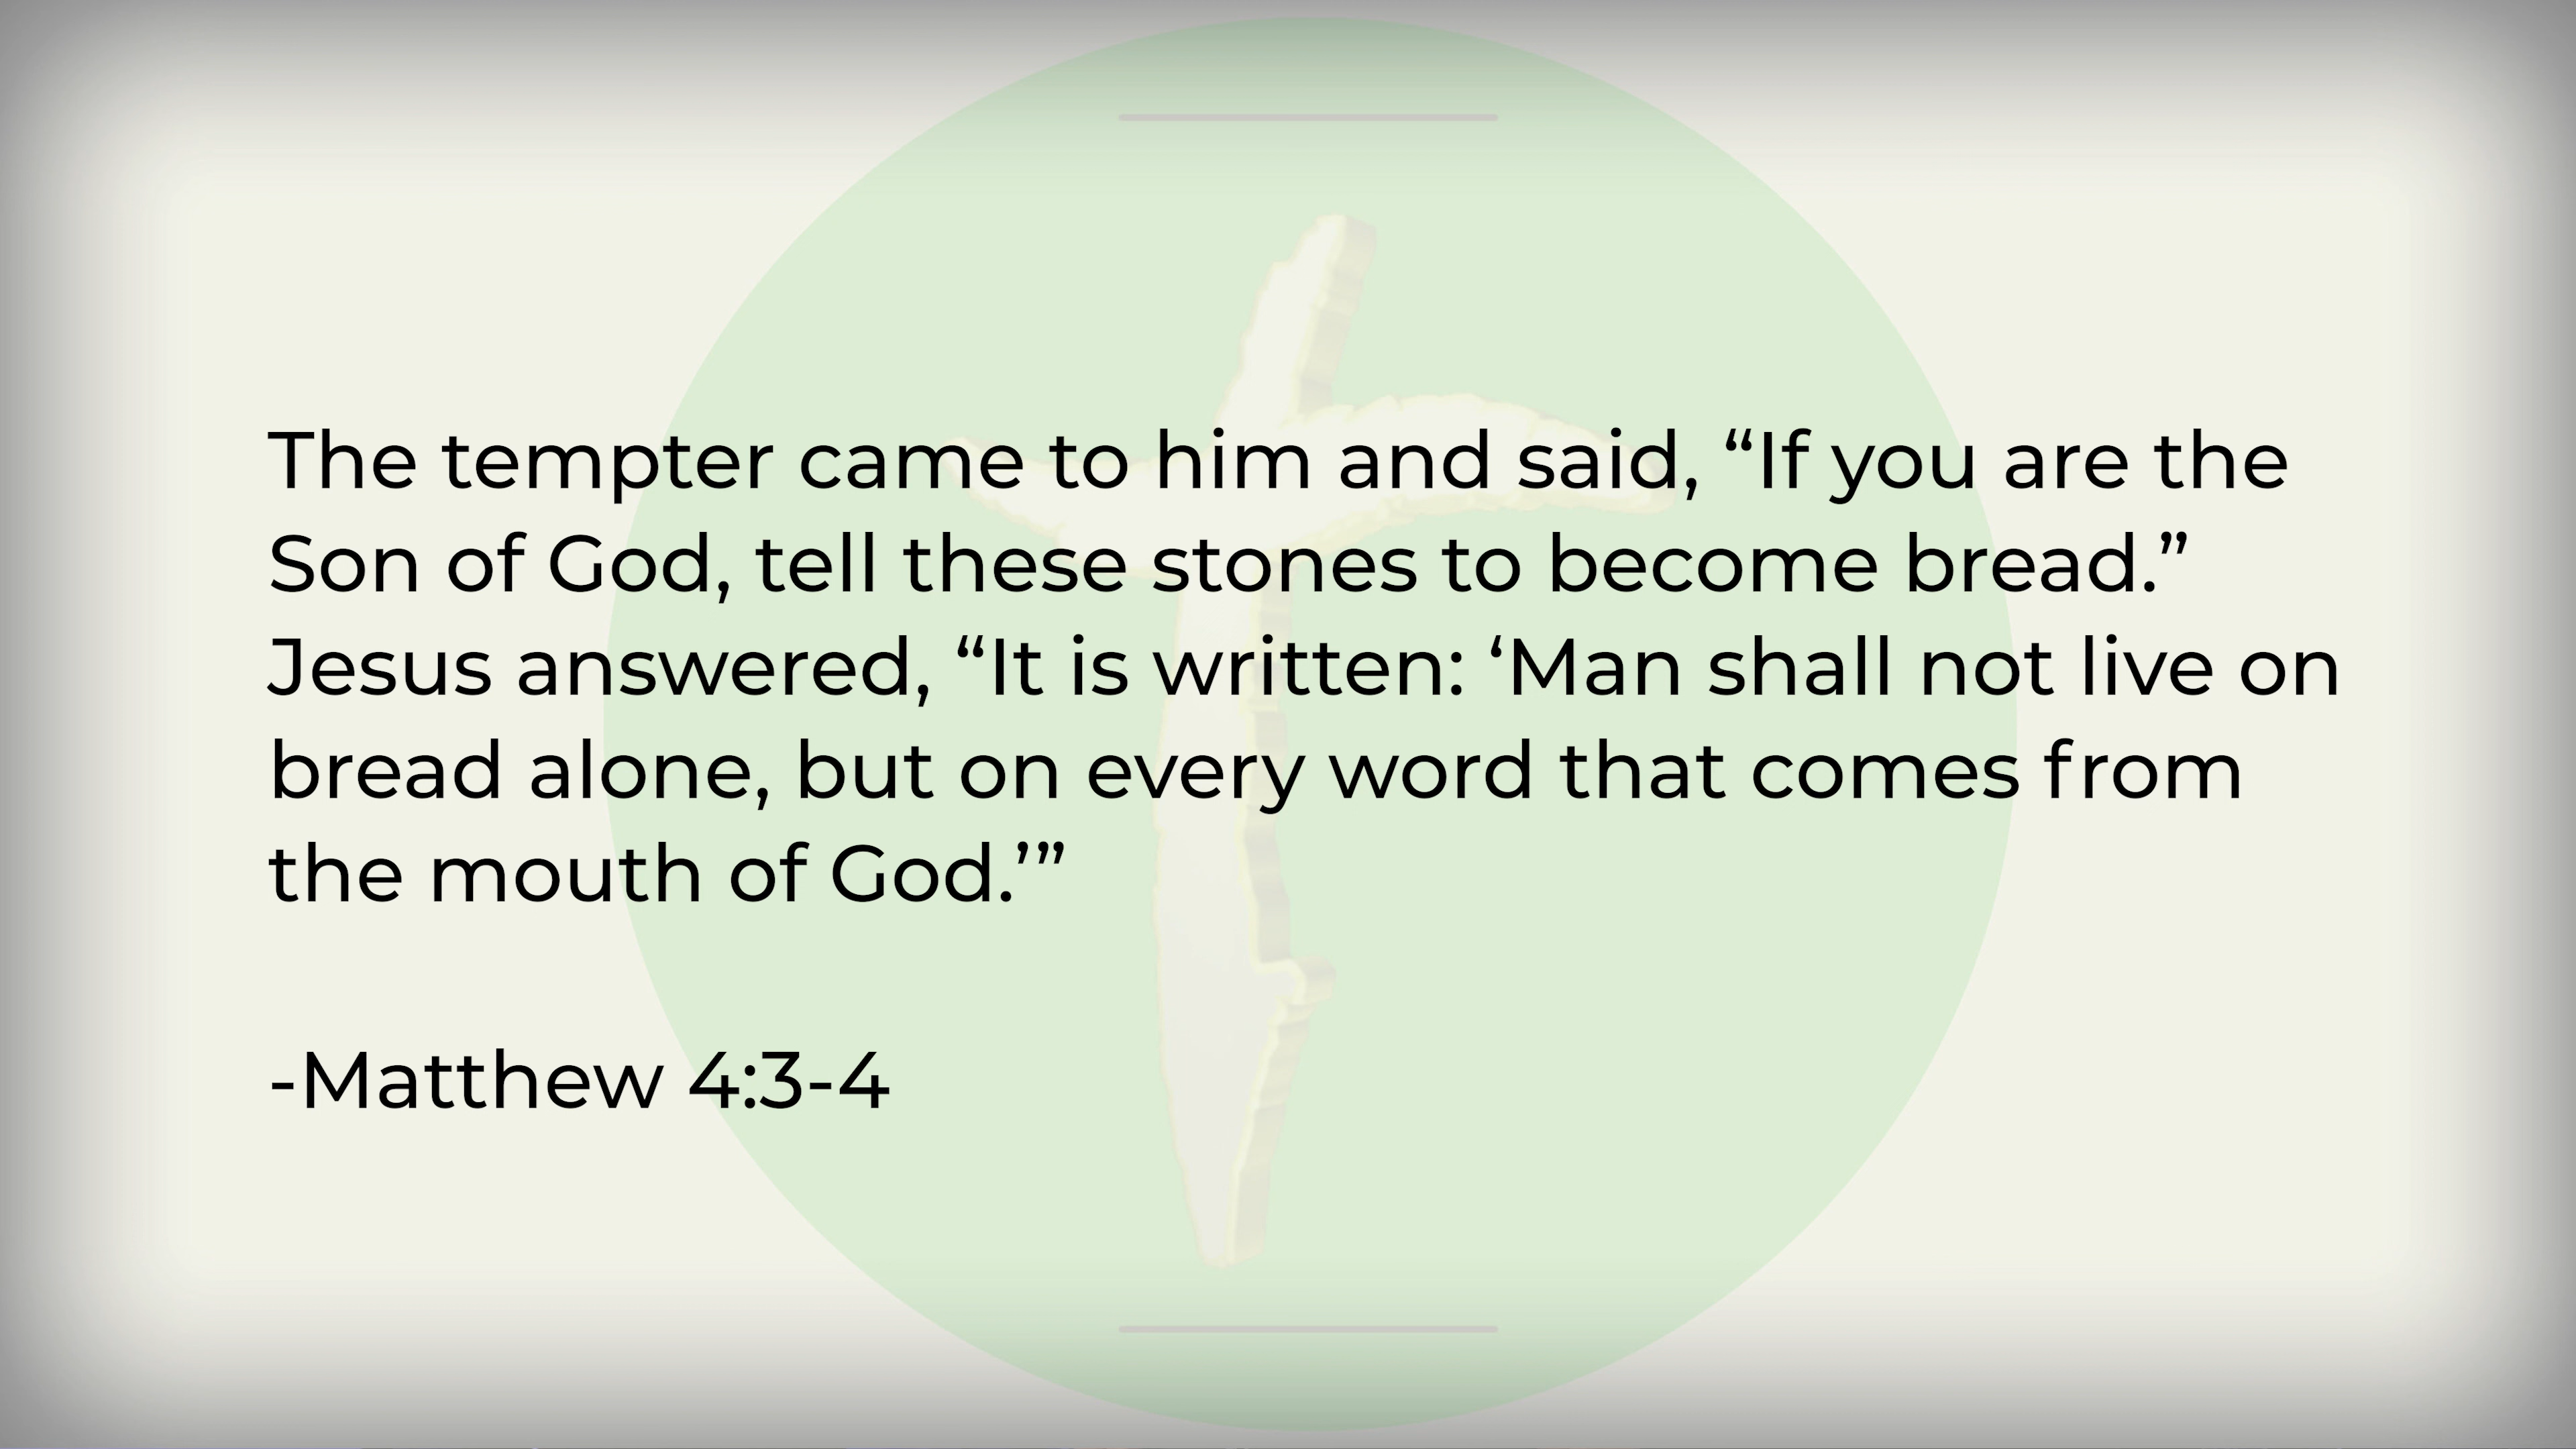 The tempter came to him and said, “If you are the
Son of God, tell these stones to become bread.”
Jesus answered, “It is written: ‘Man shall not live on
bread alone, but on every word that comes from
the mouth of God.’”
-Matthew 4:3-4